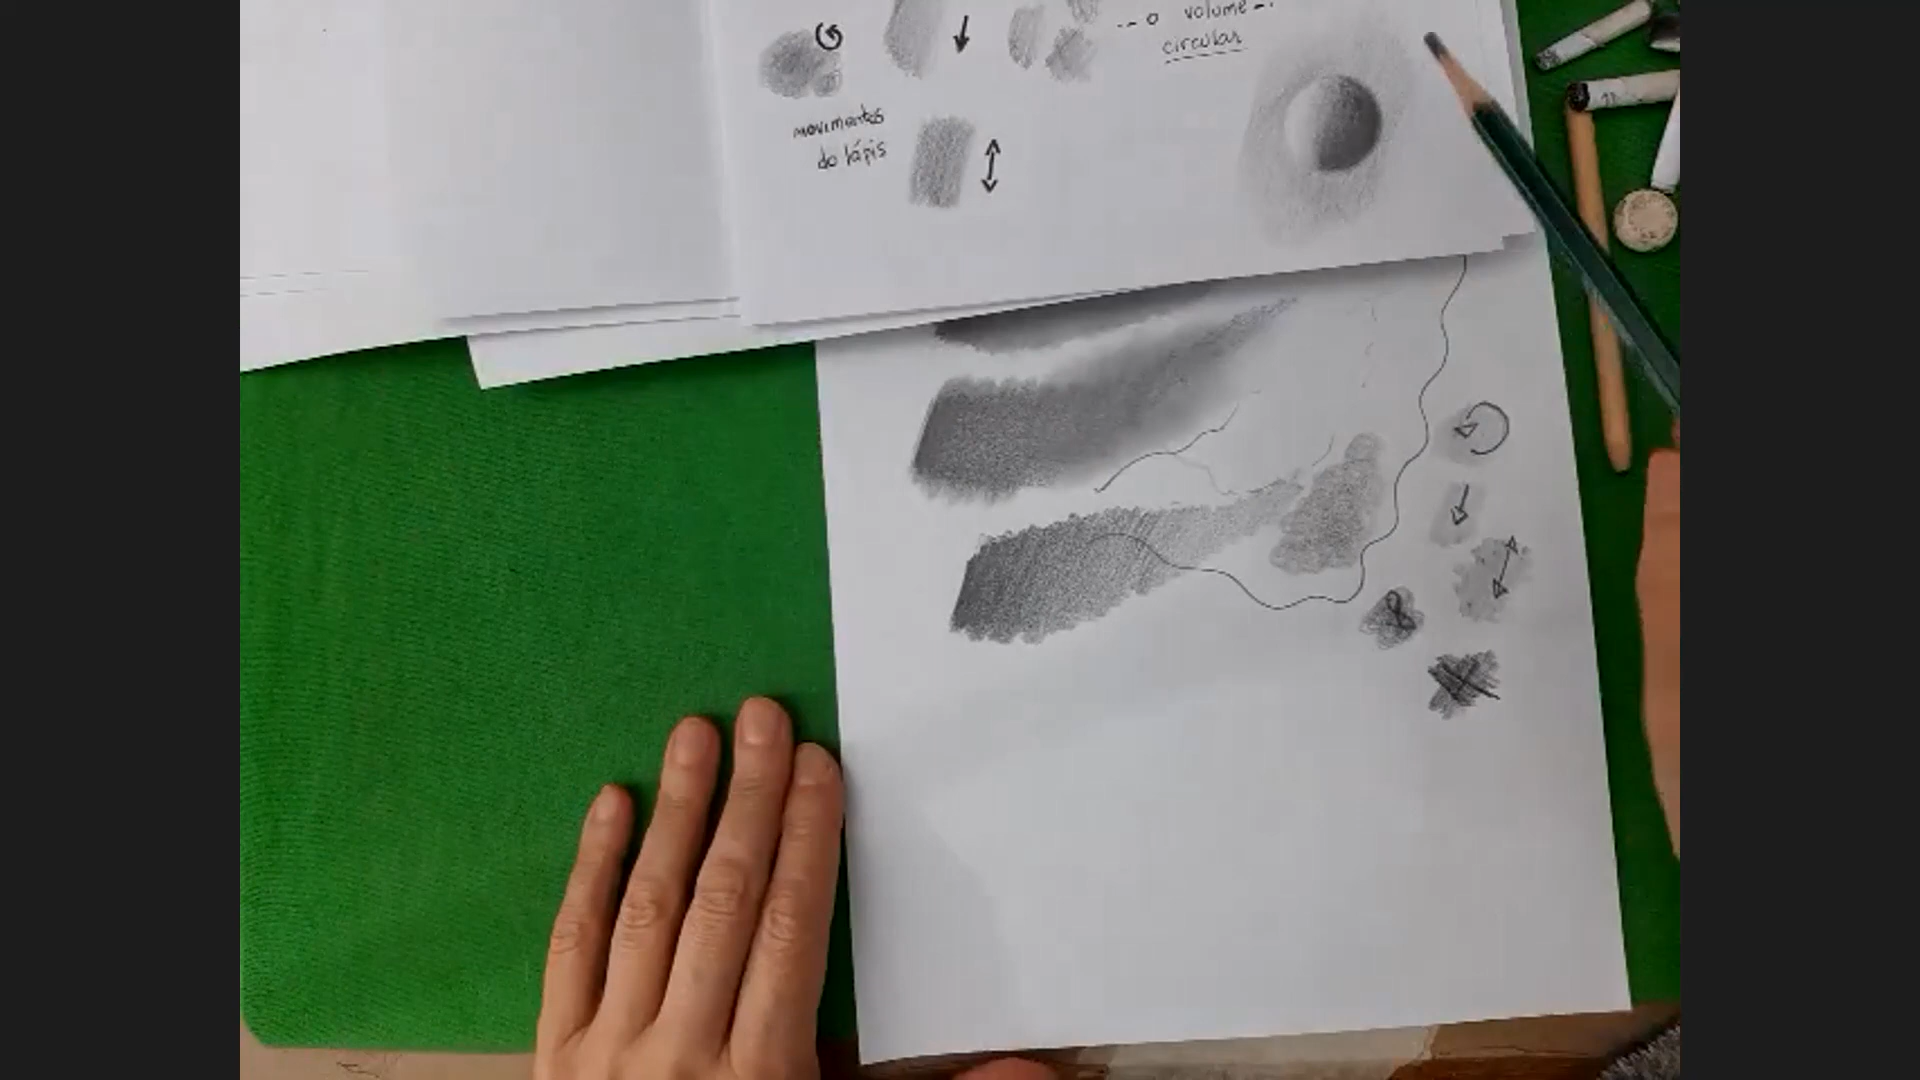 --o volume-.
circular
movimentos
do lápis